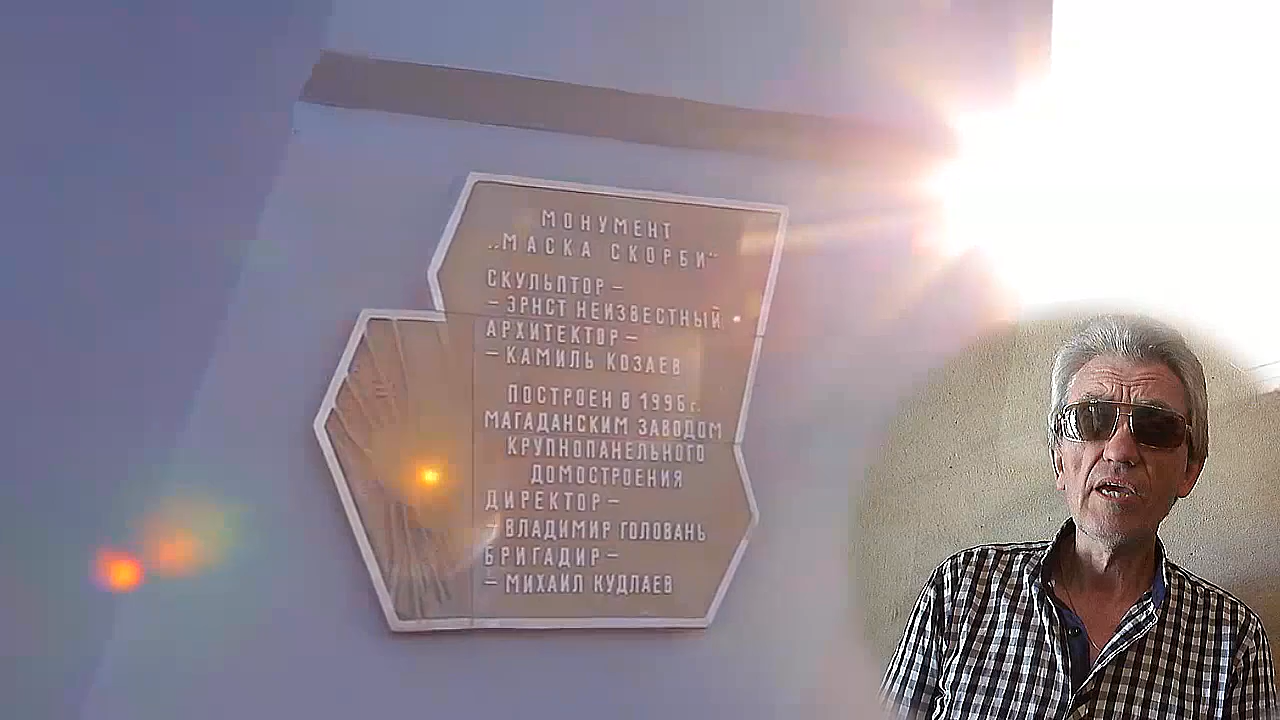 МОНУМЕНТ
„МАСКА СКОРБИ"
СКУЛЬПТОР –
– ЭРНСТ НЕИЗВЕСТНЫЙ
АРХИТЕКТОР –
– КАМИЛЬ КОЗАЕВ
ПОСТРОЕН В 1996 г.
МАГАДАНСКИМ ЗАВОДОМ
КРУПНОПАНЕЛЬНОГО
ДОМОСТРОЕНИЯ
ДИРЕКТОР –
– ВЛАДИМИР ГОЛОВАНЬ
БРИГАДИР –
– МИХАИЛ КУДЛАЕВ